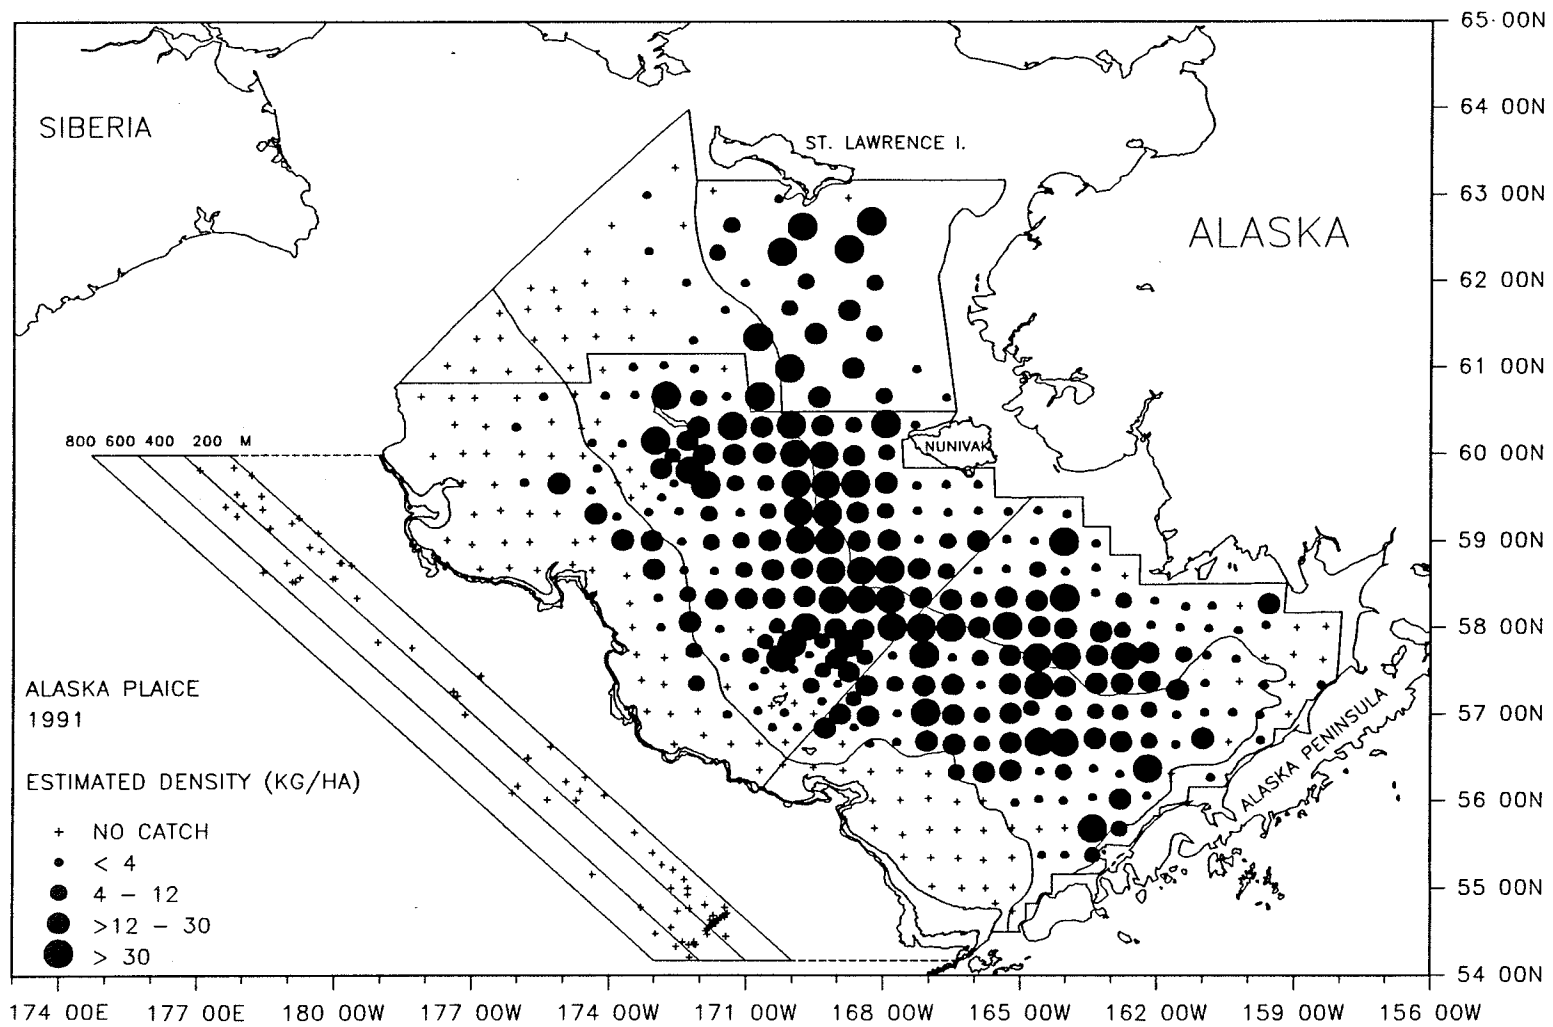 65·00N
SIBERIA
64 00N
ST. LAWRENCE I.
63 00N
ALASKA
62 00N
61 00N
800 600 400 200 M
NUNIVAK
60 00N
59 00N
58 00N
ALASKA PLAICE
1991
57 00N
ALASKA PENINSULA
ESTIMATED DENSITY (KG/HA)
56 00N
+ NO CATCH
< 4
4 – 12
>12 – 30
> 30
55 00N
54 00N
174 00E 177 00E 180 00W 177 00W 174 00W 171 00W 168 00W 165 00W 162 00W 159 00W 156 00W